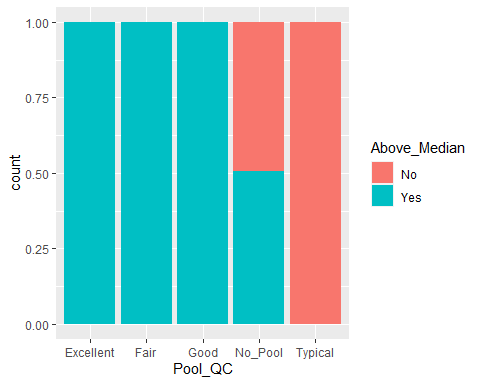 1.00
0.75
0.50
0.25
0.00
count
Excellent Fair Good No_Pool Typical
Pool_QC
Above_Median
No
Yes